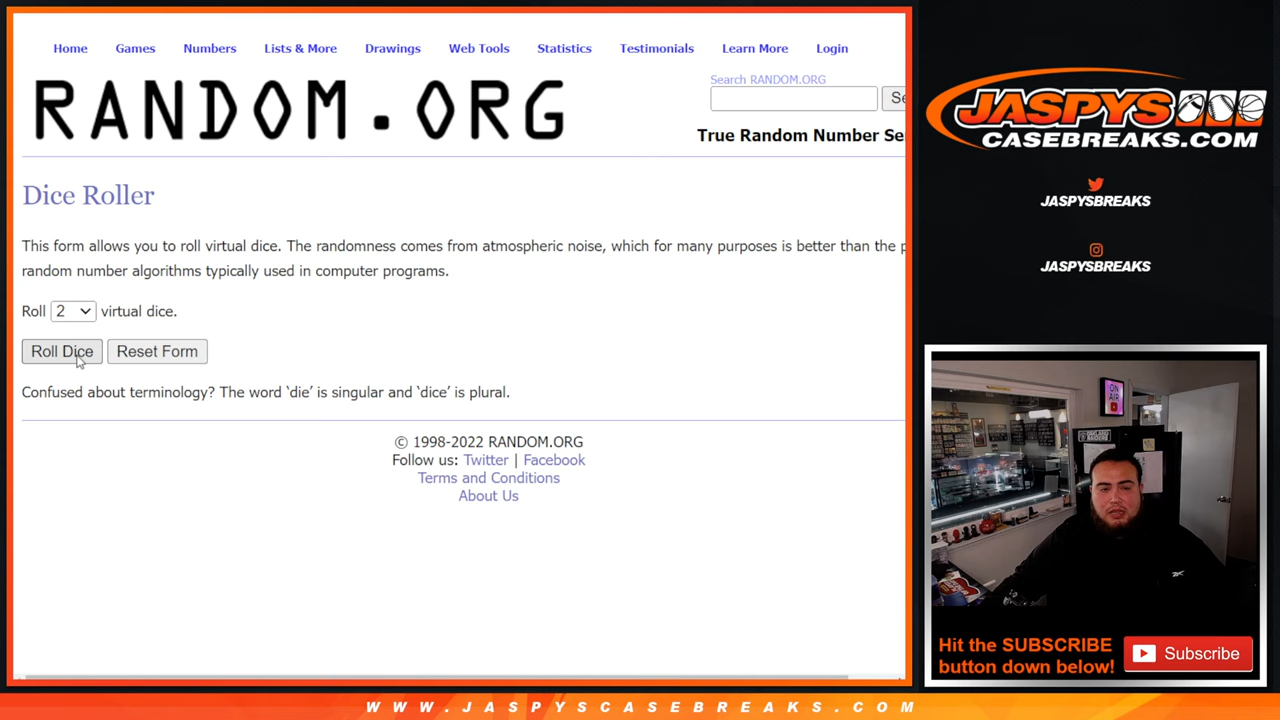 Home Games Numbers Lists & More Drawings Web Tools Statistics Testimonials Learn More Login
RANDOM.ORG
Search RANDOM.ORG
Se
True Random Number Se
Dice Roller
This form allows you to roll virtual dice. The randomness comes from atmospheric noise, which for many purposes is better than the p
random number algorithms typically used in computer programs.
Roll 2 virtual dice.
Roll Dice Reset Form
Confused about terminology? The word ‘die’ is singular and ‘dice’ is plural.
© 1998-2022 RANDOM.ORG
Follow us: Twitter | Facebook
Terms and Conditions
About Us
JASPYS
CASEBREAKS.COM
JASPYSBREAKS
JASPYSBREAKS
ON
AIR
Hit the SUBSCRIBE
button down below!
Subscribe
WWW.JASPYSCASEBREAKS.COM